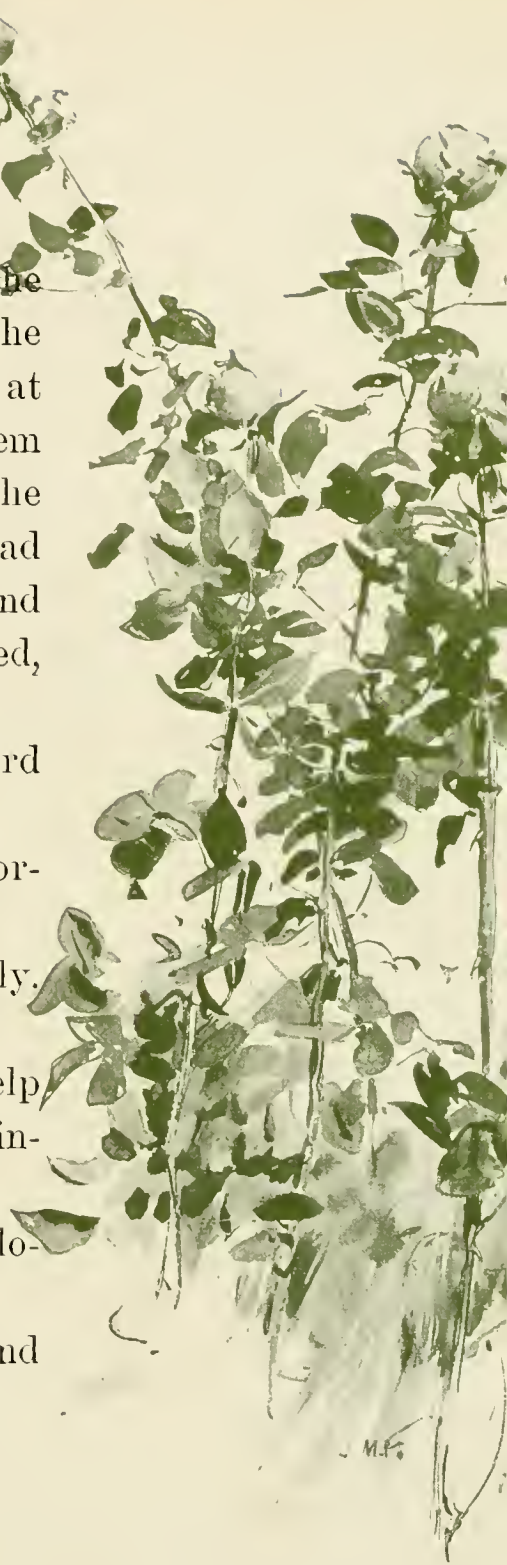 he
he
at
em
he
ad
nd
ed,
rd
or-
ly.
elp
in-
lo-
nd
M.P.